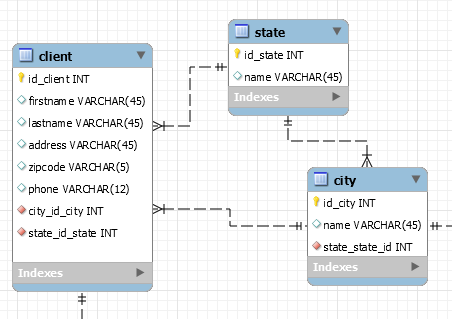 client
id_client INT
firstname VARCHAR(45)
lastname VARCHAR(45)
address VARCHAR(45)
zipcode VARCHAR(5)
phone VARCHAR(12)
city_id_city INT
state_id_state INT
Indexes
state
id_state INT
name VARCHAR(45)
Indexes
city
id_city INT
name VARCHAR(45)
state_state_id INT
Indexes